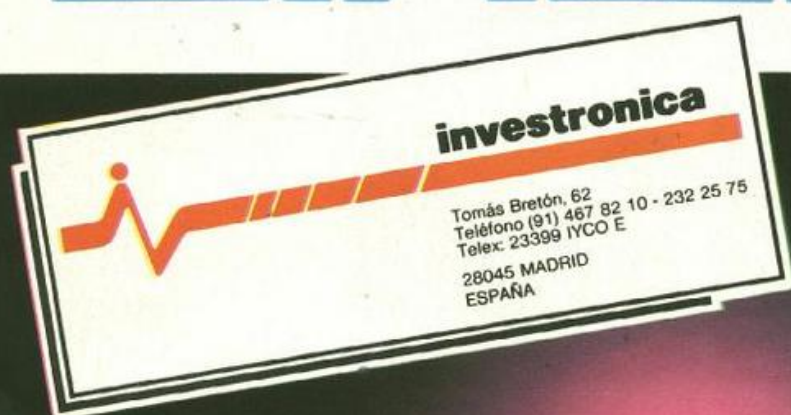 investronica
Tomás Bretón, 62
Teléfono (91) 467 82 10 - 232 25 75
Telex: 23399 IYCO E
28045 MADRID
ESPAÑA